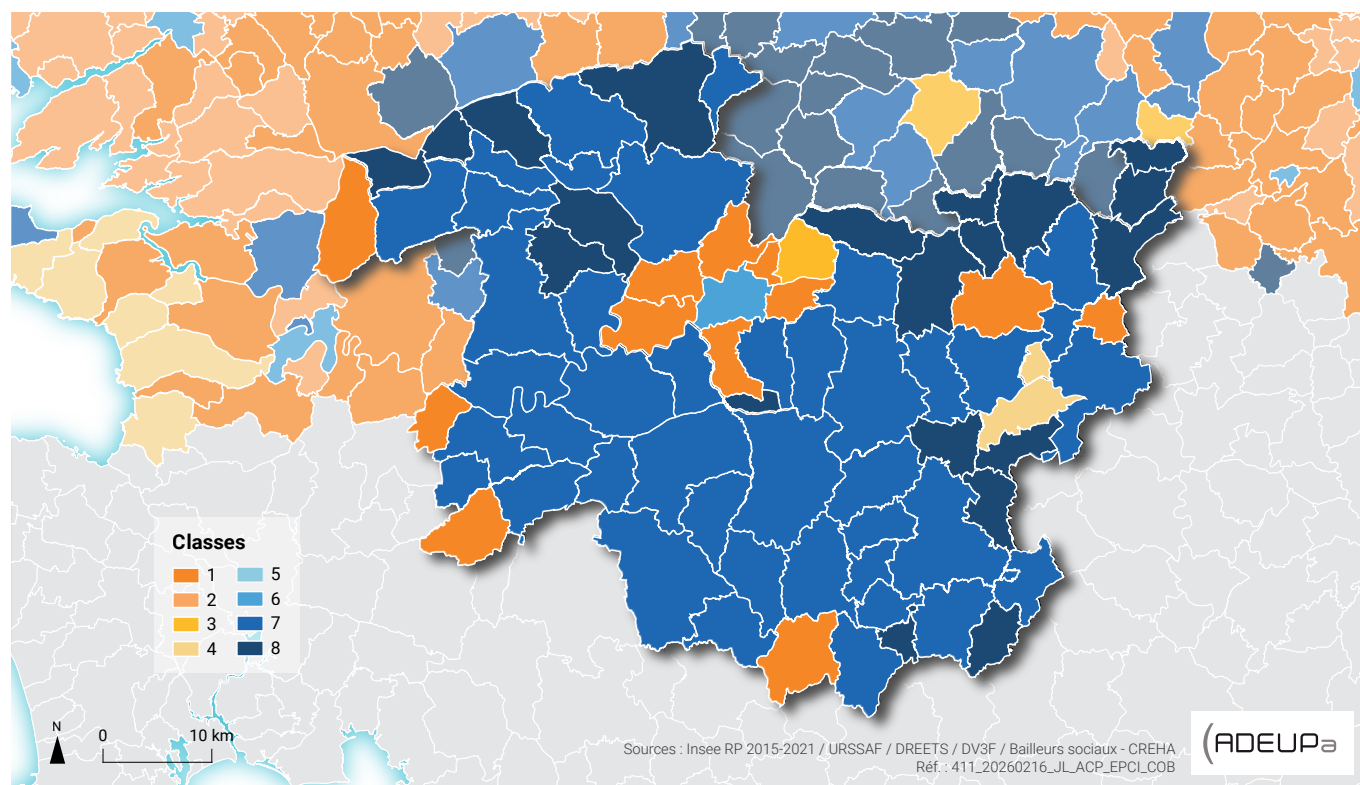 Classes
1 5
2 6
3 7
4 8
N
0 10 km
Sources : Insee RP 2015-2021 / URSSAF / DREETS / DV3F / Bailleurs sociaux - CREHA
Réf. : 411_20260216_JL_ACP_EPCI_COB
ADEUPa